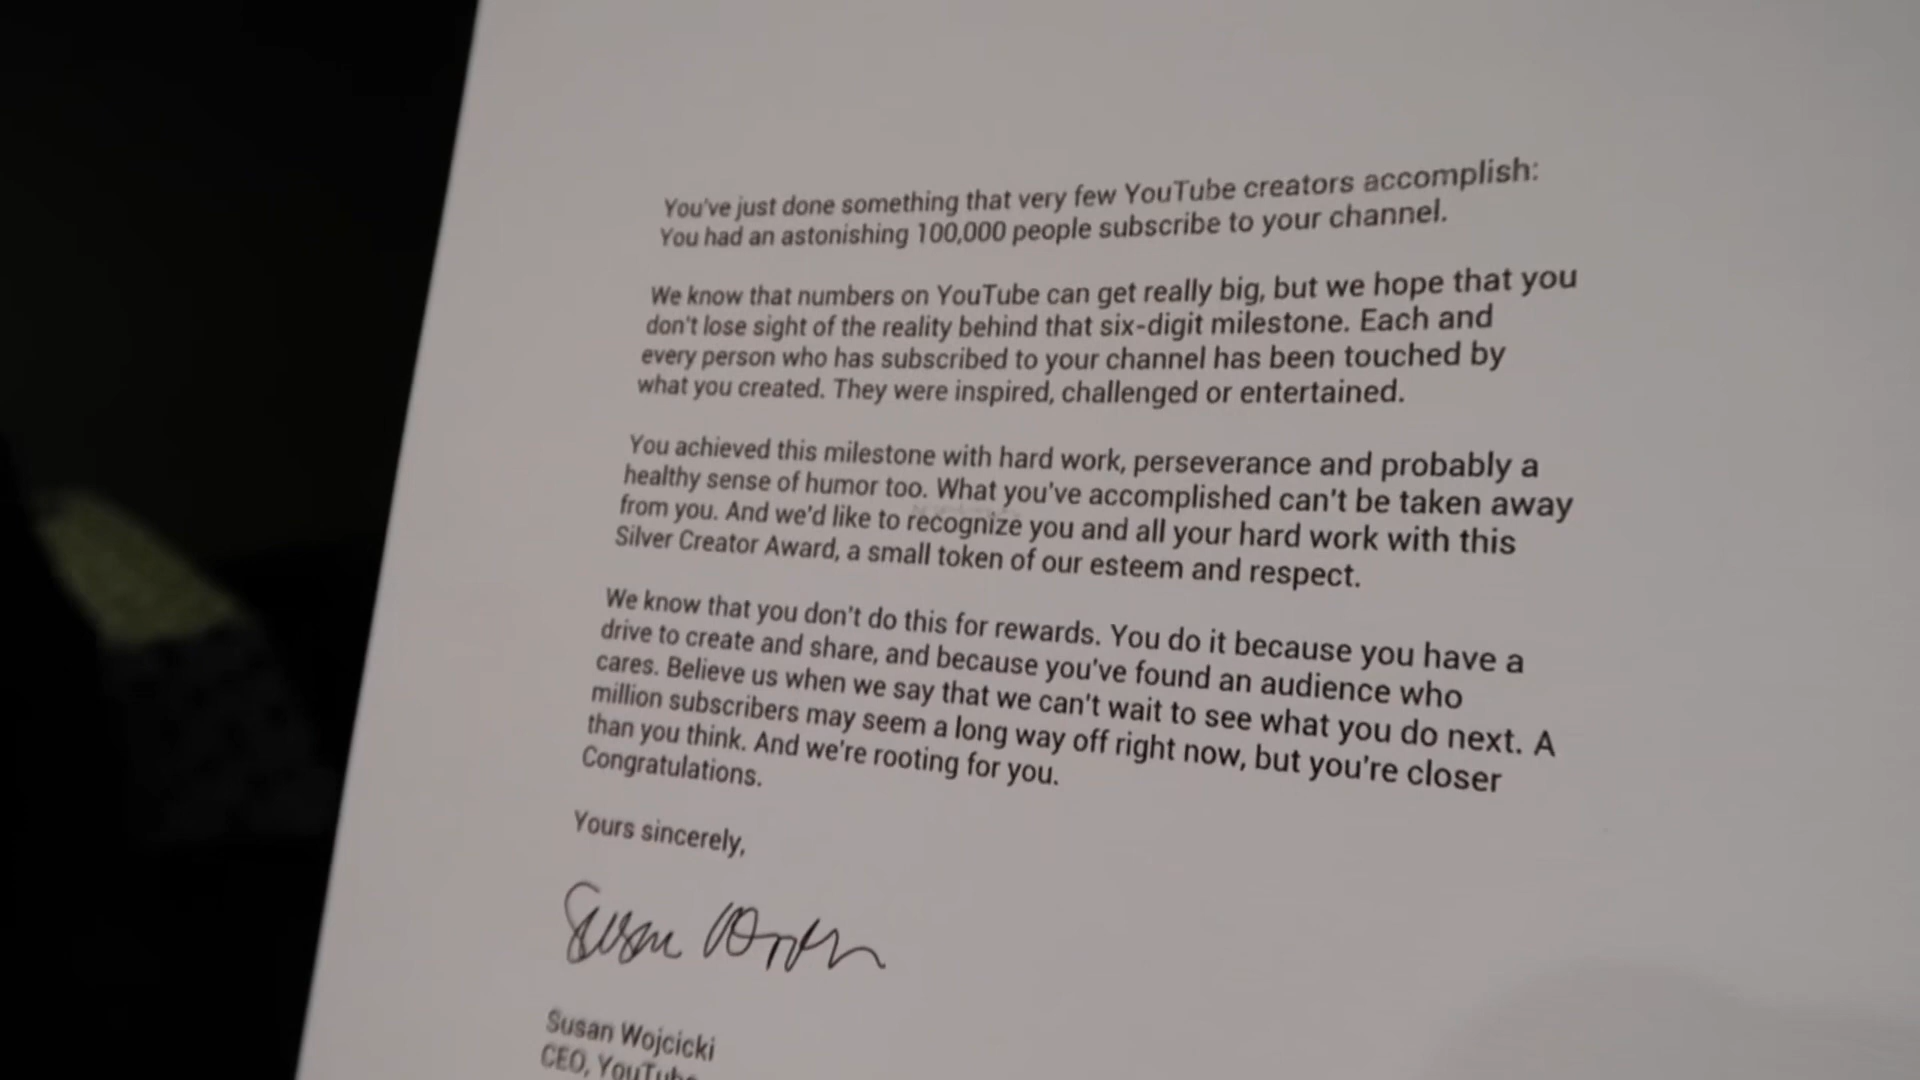 You've just done something that very few YouTube creators accomplish:
You had an astonishing 100,000 people subscribe to your channel.
We know that numbers on YouTube can get really big, but we hope that you
don't lose sight of the reality behind that six-digit milestone. Each and
every person who has subscribed to your channel has been touched by
what you created. They were inspired, challenged or entertained.
You achieved this milestone with hard work, perseverance and probably a
healthy sense of humor too. What you've accomplished can't be taken away
from you. And we'd like to recognize you and all your hard work with this
Silver Creator Award, a small token of our esteem and respect.
We know that you don't do this for rewards. You do it because you have a
drive to create and share, and because you've found an audience who
cares. Believe us when we say that we can't wait to see what you do next. A
million subscribers may seem a long way off right now, but you're closer
than you think. And we're rooting for you.
Congratulations.
Yours sincerely,
Susan Wojcicki
CEO, YouTube